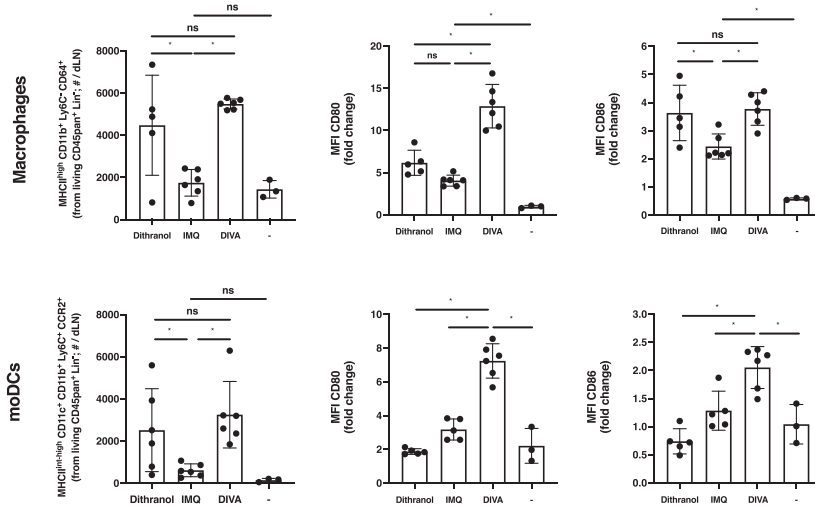 Macrophages
MHCII^high CD11b⁺ Ly6C⁻ CD64⁺
(from living CD45pan⁺ Lin⁻; # / dLN)
ns
ns
* *
8000
6000
4000
2000
0
Dithranol IMQ DIVA -
MFI CD80
(fold change)
*
*
ns *
20
15
10
5
0
Dithranol IMQ DIVA -
MFI CD86
(fold change)
*
ns
* *
6
5
4
3
2
1
0
Dithranol IMQ DIVA -
moDCs
MHCII^int-high CD11c⁺ CD11b⁺ Ly6C⁺ CCR2⁺
(from living CD45pan⁺ Lin⁻; # / dLN)
ns
ns
* *
8000
6000
4000
2000
0
Dithranol IMQ DIVA -
MFI CD80
(fold change)
*
* *
10
8
6
4
2
0
Dithranol IMQ DIVA -
MFI CD86
(fold change)
*
* *
3.0
2.5
2.0
1.5
1.0
0.5
0.0
Dithranol IMQ DIVA -